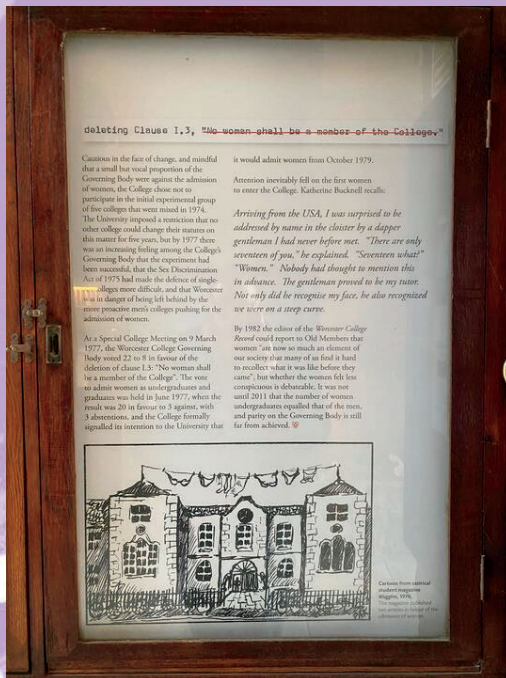 deleting Clause I,3, "No woman shall be a member of the College."
Cautious in the face of change, and mindful
that a small but vocal proportion of the
Governing Body were against the admission
of women, the College chose not to
participate in the initial experimental group
of five colleges that went mixed in 1974.
The University imposed a restriction that no
other college could change their statutes on
this matter for five years, but by 1977 there
was an increasing feeling among the College's
Governing Body that the experiment had
been successful, that the Sex Discrimination
Act of 1975 had made the defence of single-
colleges more difficult, and that Worcester
was in danger of being left behind by the
more proactive men's colleges pushing for the
admission of women.
At a Special College Meeting on 9 March
1977, the Worcester College Governing
Body voted 22 to 8 in favour of the
deletion of clause I.3: "No woman shall
be a member of the College". The vote
to admit women as undergraduates and
graduates was held in June 1977, when the
result was 20 in favour to 3 against, with
3 abstentions, and the College formally
signalled its intention to the University that
it would admit women from October 1979.
Attention inevitably fell on the first women
to enter the College. Katherine Bucknell recalls:
Arriving from the USA, I was surprised to be
addressed by name in the cloister by a dapper
gentleman I had never before met. "There are only
seventeen of you," he explained. "Seventeen what?"
"Women." Nobody had thought to mention this
in advance. The gentleman proved to be my tutor.
Not only did he recognise my face, he also recognized
we were on a steep curve.
By 1982 the editor of the Worcester College
Record could report to Old Members that
women "are now so much an element of
our society that many of us find it hard
to recollect what it was like before they
came", but whether the women felt less
conspicuous is debateable. It was not
until 2011 that the number of women
undergraduates equalled that of the men,
and parity on the Governing Body is still
far from achieved.
Cartoon from satirical
student magazine
The magazine published
admission of women.